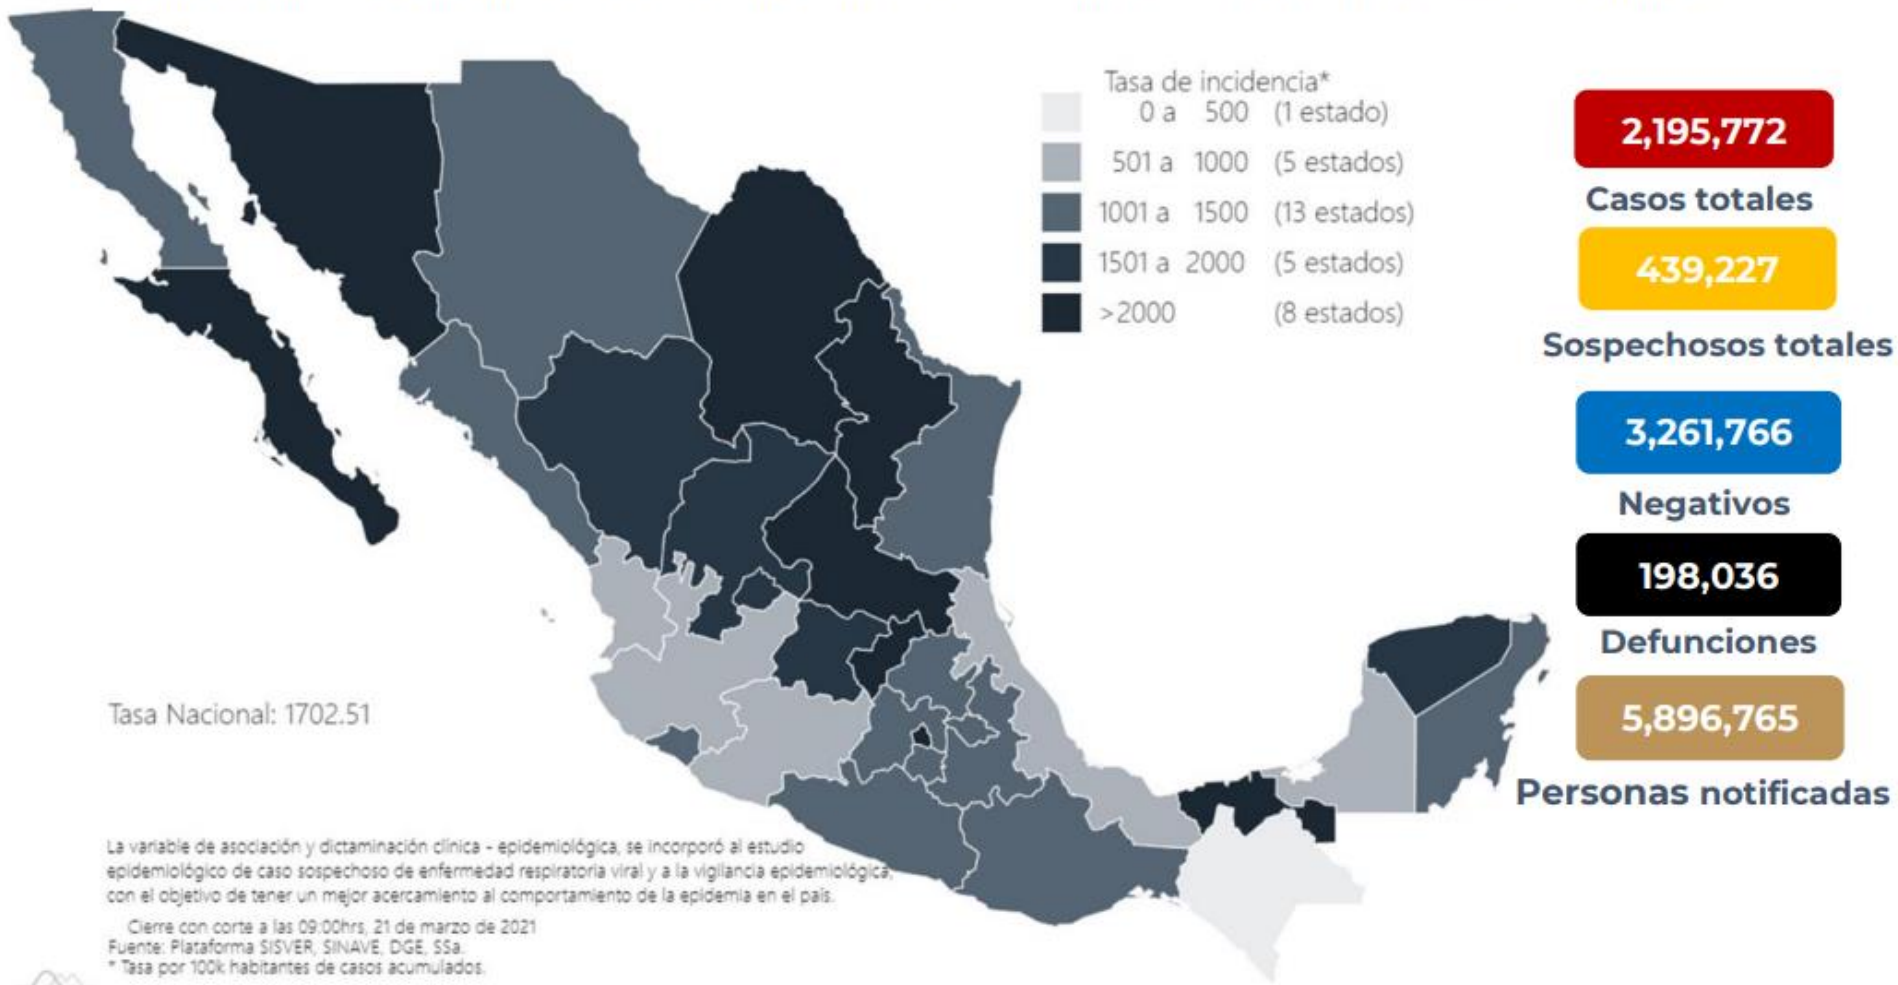 Tasa de incidencia*
0 a 500 (1 estado)
501 a 1000 (5 estados)
1001 a 1500 (13 estados)
1501 a 2000 (5 estados)
>2000 (8 estados)
2,195,772
Casos totales
439,227
Sospechosos totales
3,261,766
Negativos
198,036
Defunciones
5,896,765
Personas notificadas
Tasa Nacional: 1702.51
La variable de asociación y dictaminación clínica - epidemiológica, se incorporó al estudio
epidemiológico de caso sospechoso de enfermedad respiratoria viral y a la vigilancia epidemiológica,
con el objetivo de tener un mejor acercamiento al comportamiento de la epidemia en el país.
Cierre con corte a las 09:00hrs, 21 de marzo de 2021
Fuente: Plataforma SISVER, SINAVE, DGE, SSa.
* Tasa por 100k habitantes de casos acumulados.